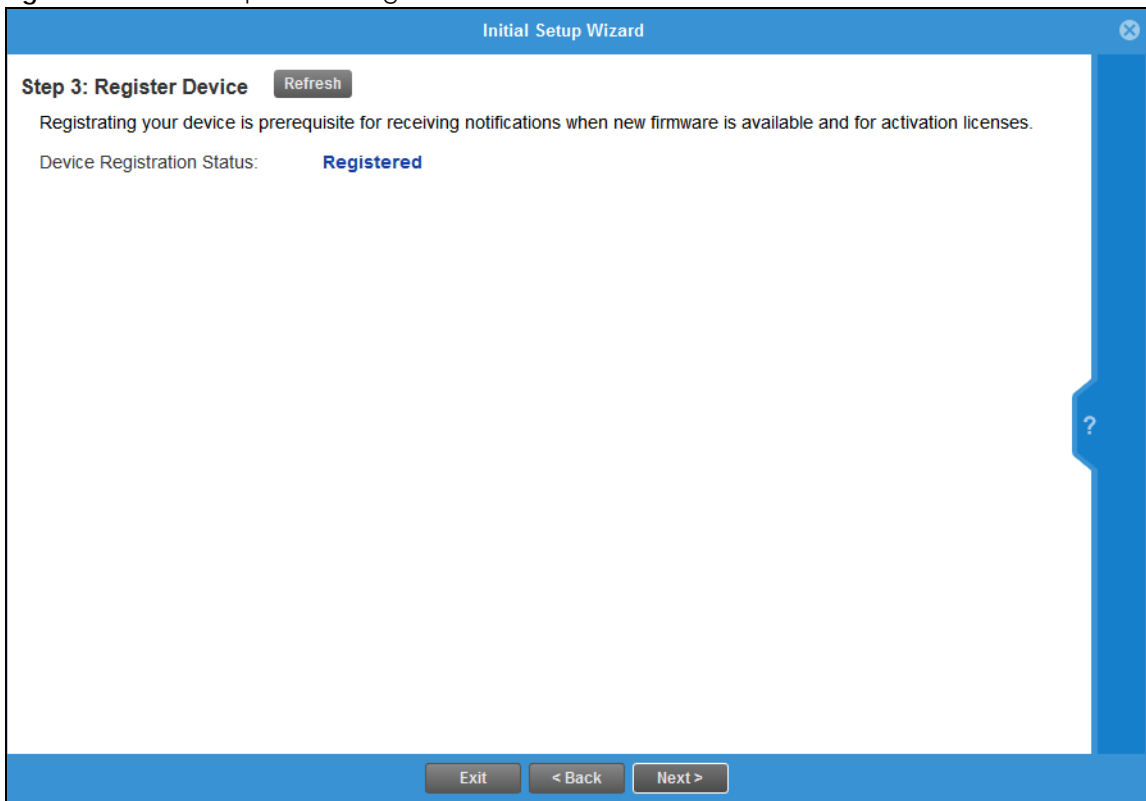 Initial Setup Wizard
Step 3: Register Device Refresh
Registrating your device is prerequisite for receiving notifications when new firmware is available and for activation licenses.
Device Registration Status: Registered
?
Exit < Back Next >